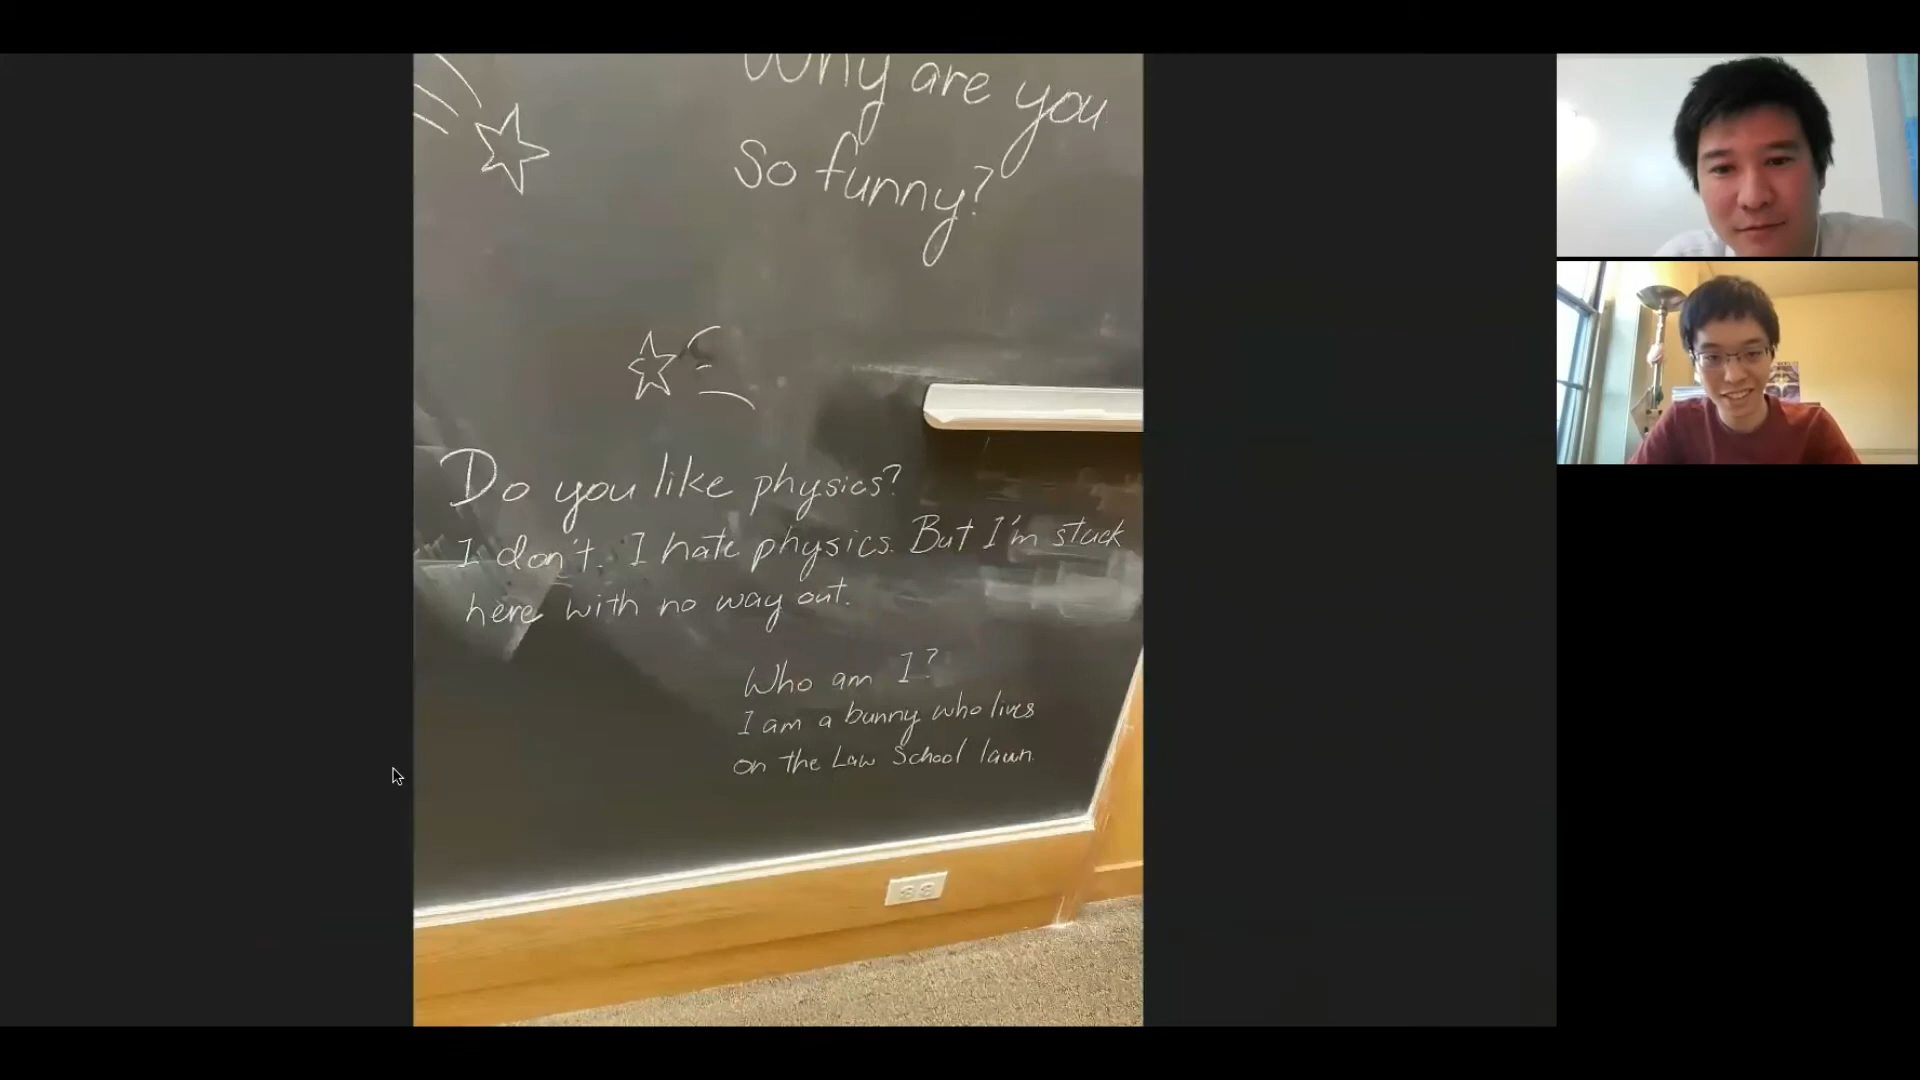 Why are you
so funny?
Do you like physics?
I don't. I hate physics. But I'm stuck
here with no way out.
Who am I?
I am a bunny who lives
on the Law School lawn.